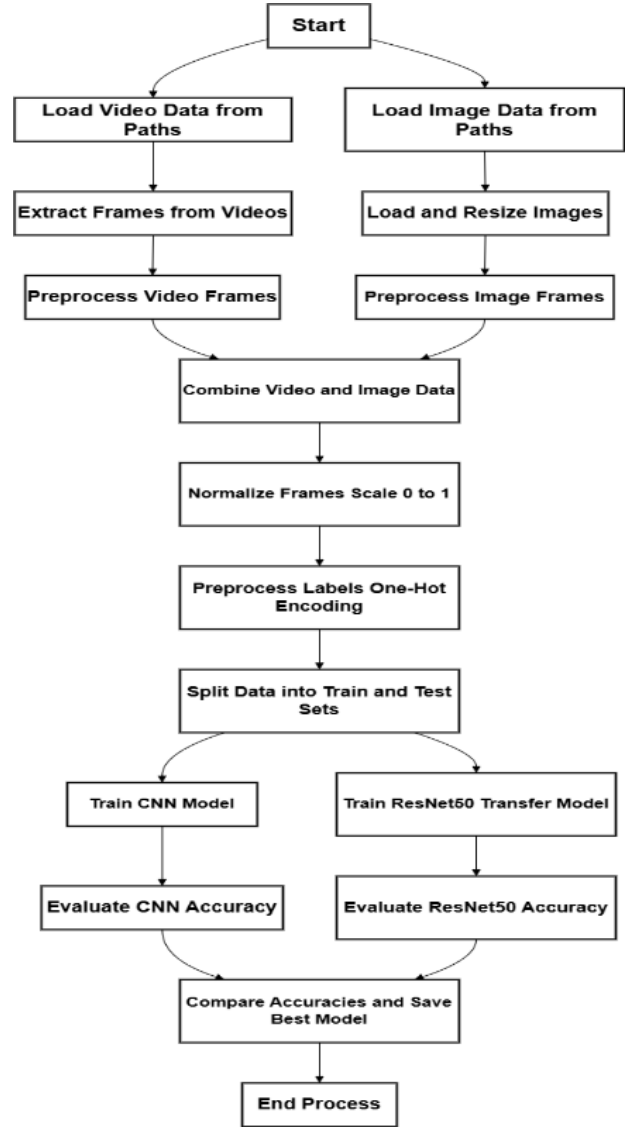 Start
Load Video Data from
Paths
Load Image Data from
Paths
Extract Frames from Videos
Load and Resize Images
Preprocess Video Frames
Preprocess Image Frames
Combine Video and Image Data
Normalize Frames Scale 0 to 1
Preprocess Labels One-Hot
Encoding
Split Data into Train and Test
Sets
Train CNN Model
Train ResNet50 Transfer Model
Evaluate CNN Accuracy
Evaluate ResNet50 Accuracy
Compare Accuracies and Save
Best Model
End Process